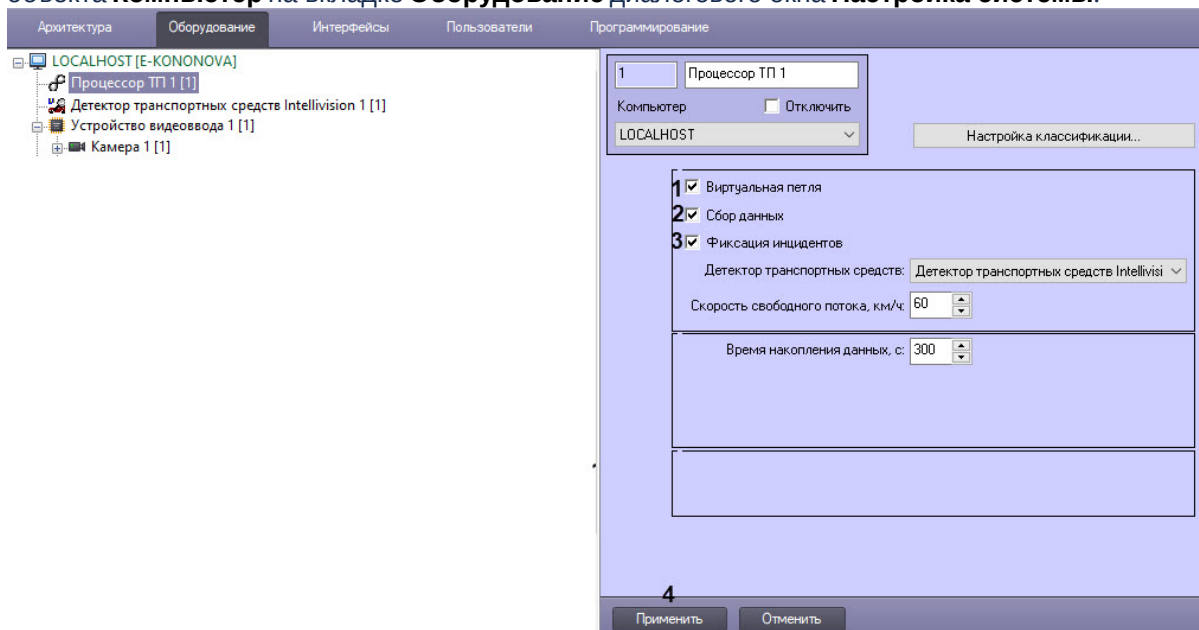 объекта Компьютер на вкладке Оборудование диалогового окна Настройка системы.
Архитектура Оборудование Интерфейсы Пользователи Программирование
LOCALHOST [E-KONONOVA]
Процессор ТП 1 [1]
Детектор транспортных средств Intellivision 1 [1]
Устройство видеоввода 1 [1]
Камера 1 [1]
1 Процессор ТП 1
Компьютер Отключить
LOCALHOST
Настройка классификации...
1 Виртуальная петля
2 Сбор данных
3 Фиксация инцидентов
Детектор транспортных средств: Детектор транспортных средств Intellivisi
Скорость свободного потока, км/ч: 60
Время накопления данных, с: 300
4
Применить Отменить